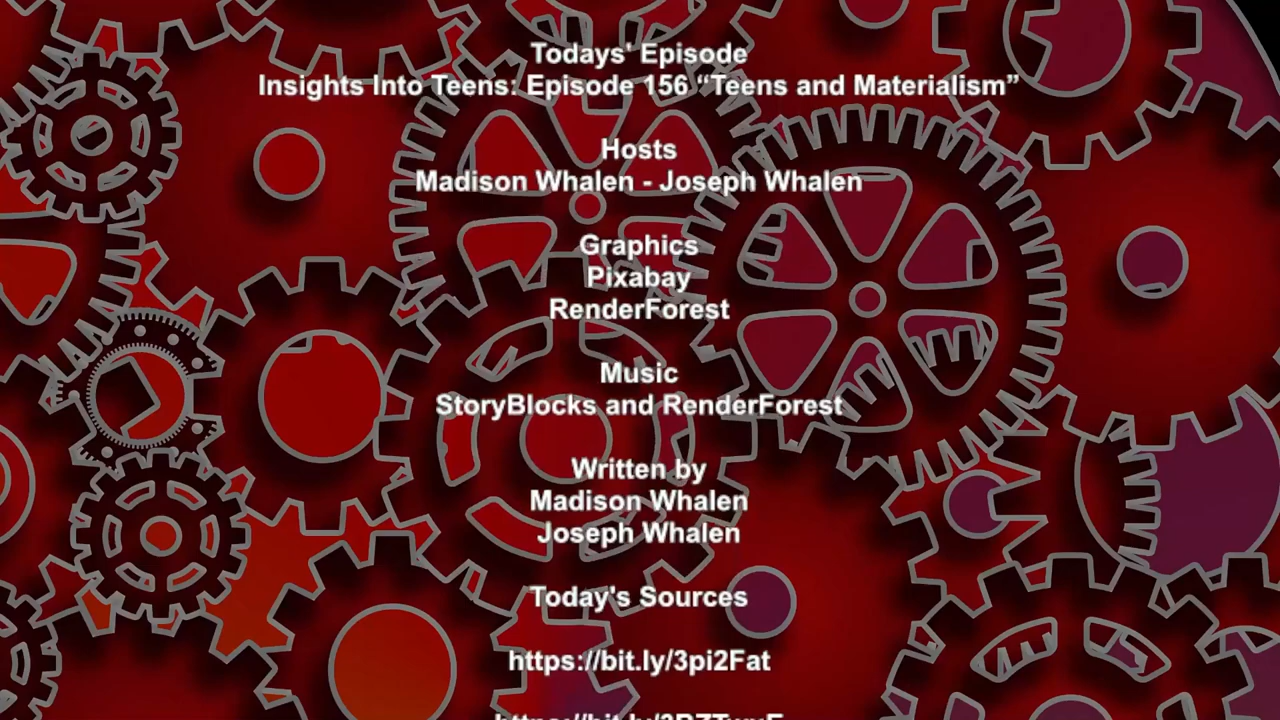 Todays' Episode
Insights Into Teens: Episode 156 “Teens and Materialism”
Hosts
Madison Whalen - Joseph Whalen
Graphics
Pixabay
RenderForest
Music
StoryBlocks and RenderForest
Written by
Madison Whalen
Joseph Whalen
Today's Sources
https://bit.ly/3pi2Fat